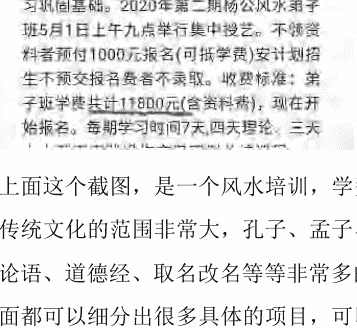 习巩固基础。2020年第二期杨公风水弟子
班5月1日上午九点举行集中授艺。不领资
料者预付1000元报名(可抵学费)安计划招
生不预交报名费者不录取。收费标准：弟
子班学费共计11800元(含资料费)，现在开
始报名。每期学习时间7天,四天理论、三天
上面这个截图，是一个风水培训，学
传统文化的范围非常大，孔子、孟子
论语、道德经、取名改名等等非常多
面都可以细分出很多具体的项目，可